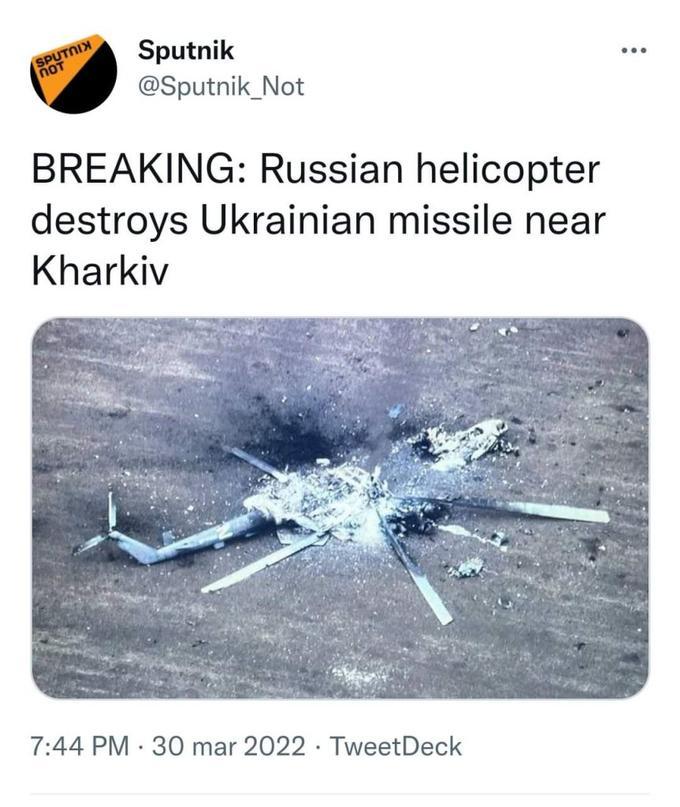 SPUTNIK
NOT
Sputnik
@Sputnik_Not
BREAKING: Russian helicopter
destroys Ukrainian missile near
Kharkiv
7:44 PM · 30 mar 2022 · TweetDeck